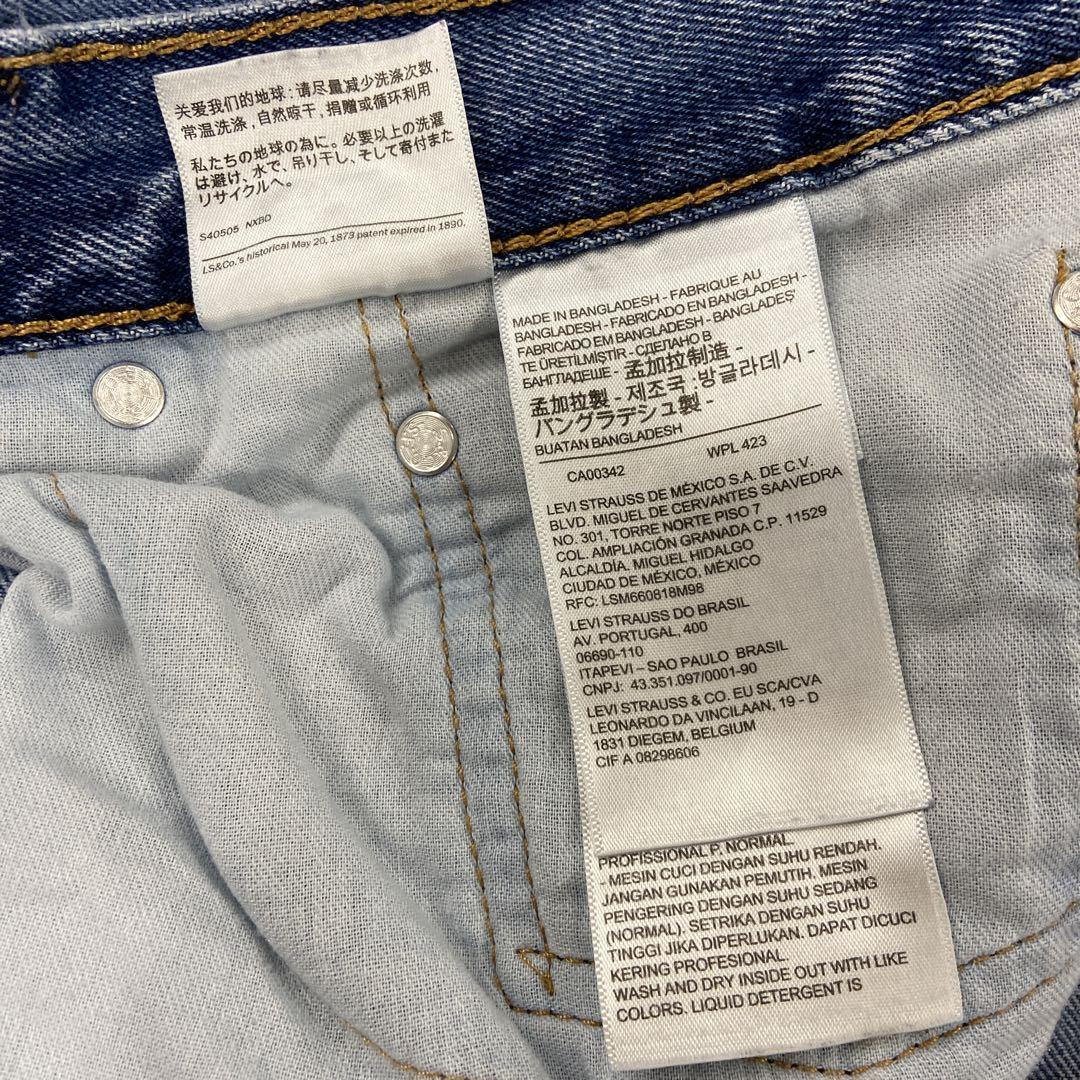 关爱我们的地球:请尽量减少洗涤次数,
常温洗涤,自然晾干,捐赠或循环利用
私たちの地球の為に。必要以上の洗濯
は避け、水で、吊り干し、そして寄付また
リサイクルへ。
S40505 NXBD
LS&Co.'s historical May 20, 1873 patent expired in 1890.
MADE IN BANGLADESH - FABRIQUE AU
BANGLADESH - FABRICADO EN BANGLADESH -
FABRICADO EM BANGLADESH - BANGLADEŞ'
TE ÜRETİLMİŞTİR - СДЕЛАНО В
БАНГЛАДЕШЕ - 孟加拉制造 -
孟加拉製 - 제조국 :방글라데시 -
バングラデシュ製 -
BUATAN BANGLADESH
CA00342 WPL 423
LEVI STRAUSS DE MÉXICO S.A. DE C.V.
BLVD. MIGUEL DE CERVANTES SAAVEDRA
NO. 301, TORRE NORTE PISO 7
COL. AMPLIACIÓN GRANADA C.P. 11529
ALCALDÍA. MIGUEL HIDALGO
CIUDAD DE MÉXICO, MÉXICO
RFC: LSM660818M98
LEVI STRAUSS DO BRASIL
AV. PORTUGAL, 400
06690-110
ITAPEVI – SAO PAULO BRASIL
CNPJ: 43.351.097/0001-90
LEVI STRAUSS & CO. EU SCA/CVA
LEONARDO DA VINCILAAN, 19 - D
1831 DIEGEM, BELGIUM
CIF A 08298606
PROFISSIONAL P, NORMAL
- MESIN CUCI DENGAN SUHU RENDAH.
JANGAN GUNAKAN PEMUTIH. MESIN
PENGERING DENGAN SUHU SEDANG
(NORMAL). SETRIKA DENGAN SUHU
TINGGI JIKA DIPERLUKAN. DAPAT DICUCI
KERING PROFESIONAL.
WASH AND DRY INSIDE OUT WITH LIKE
COLORS. LIQUID DETERGENT IS